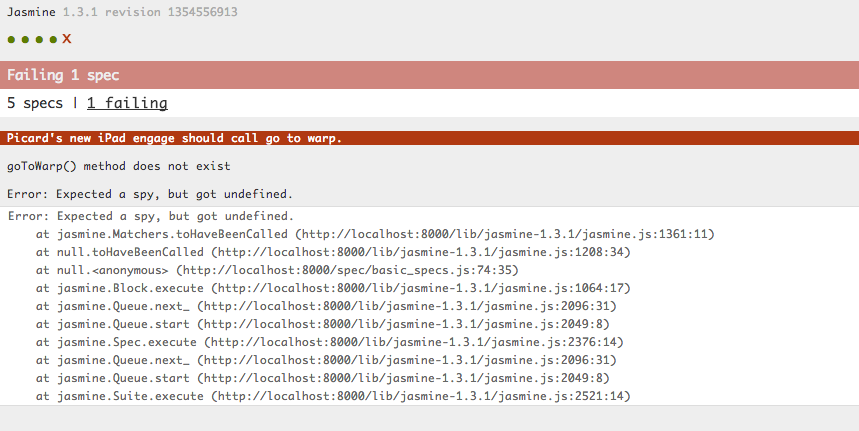 Jasmine 1.3.1 revision 1354556913
● ● ● ● x
Failing 1 spec
5 specs | 1 failing
Picard's new iPad engage should call go to warp.
goToWarp() method does not exist
Error: Expected a spy, but got undefined.
Error: Expected a spy, but got undefined.
at jasmine.Matchers.toHaveBeenCalled (http://localhost:8000/lib/jasmine-1.3.1/jasmine.js:1361:11)
at null.toHaveBeenCalled (http://localhost:8000/lib/jasmine-1.3.1/jasmine.js:1208:34)
at null.<anonymous> (http://localhost:8000/spec/basic_specs.js:74:35)
at jasmine.Block.execute (http://localhost:8000/lib/jasmine-1.3.1/jasmine.js:1064:17)
at jasmine.Queue.next_ (http://localhost:8000/lib/jasmine-1.3.1/jasmine.js:2096:31)
at jasmine.Queue.start (http://localhost:8000/lib/jasmine-1.3.1/jasmine.js:2049:8)
at jasmine.Spec.execute (http://localhost:8000/lib/jasmine-1.3.1/jasmine.js:2376:14)
at jasmine.Queue.next_ (http://localhost:8000/lib/jasmine-1.3.1/jasmine.js:2096:31)
at jasmine.Queue.start (http://localhost:8000/lib/jasmine-1.3.1/jasmine.js:2049:8)
at jasmine.Suite.execute (http://localhost:8000/lib/jasmine-1.3.1/jasmine.js:2521:14)